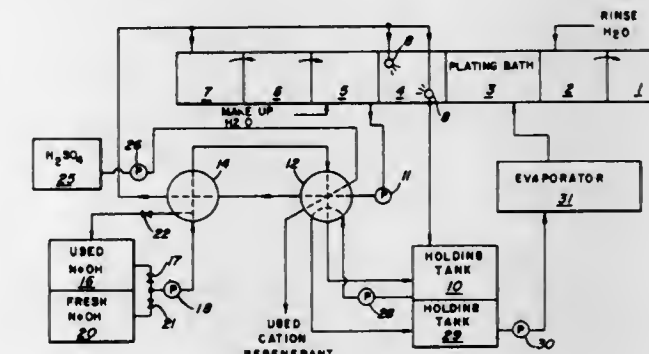 RINSE
H2O
8
PLATING BATH
7
6
5
4
3
2
1
9
MAKE UP
H2O
26
H2SO4
25
P
14
12
P
11
EVAPORATOR
31
22
USED
NaOH
16
17
HOLDING
TANK
10
P
18
P
28
FRESH
NaOH
20
21
HOLDING
TANK
29
P
30
USED
CATION
REGENERANT